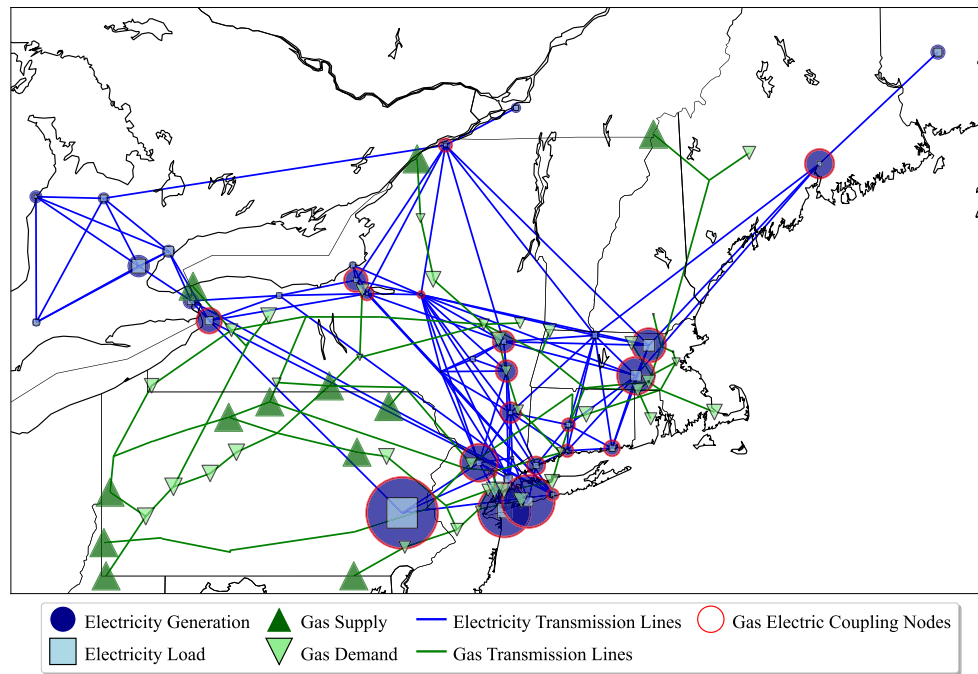 Electricity Generation Gas Supply Electricity Transmission Lines Gas Electric Coupling Nodes
Electricity Load Gas Demand Gas Transmission Lines